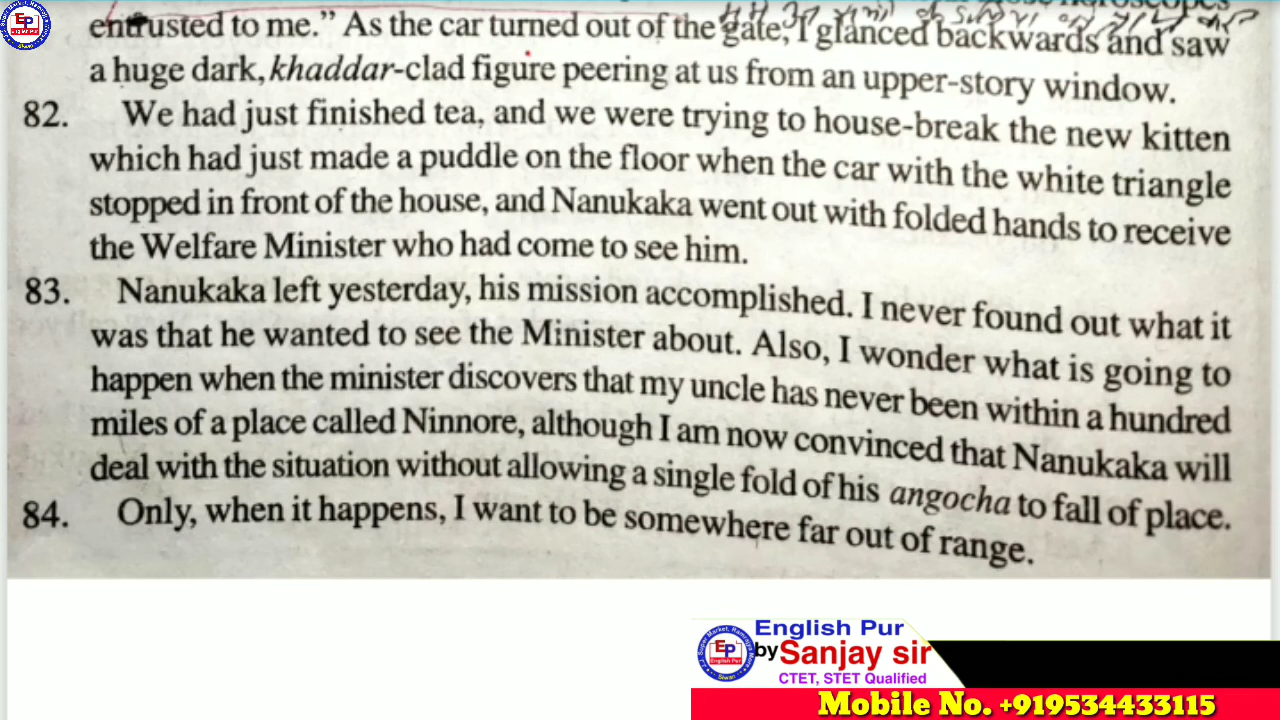 entrusted to me." As the car turned out of the gate, I glanced backwards and saw
a huge dark, khaddar-clad figure peering at us from an upper-story window.
82. We had just finished tea, and we were trying to house-break the new kitten
which had just made a puddle on the floor when the car with the white triangle
stopped in front of the house, and Nanukaka went out with folded hands to receive
the Welfare Minister who had come to see him.
83. Nanukaka left yesterday, his mission accomplished. I never found out what it
was that he wanted to see the Minister about. Also, I wonder what is going to
happen when the minister discovers that my uncle has never been within a hundred
miles of a place called Ninnore, although I am now convinced that Nanukaka will
deal with the situation without allowing a single fold of his angocha to fall of place.
84. Only, when it happens, I want to be somewhere far out of range.
EP
English Pur
by Sanjay sir
EP
English Pur
Siwan
CTET, STET Qualified
Mobile No. +919534433115